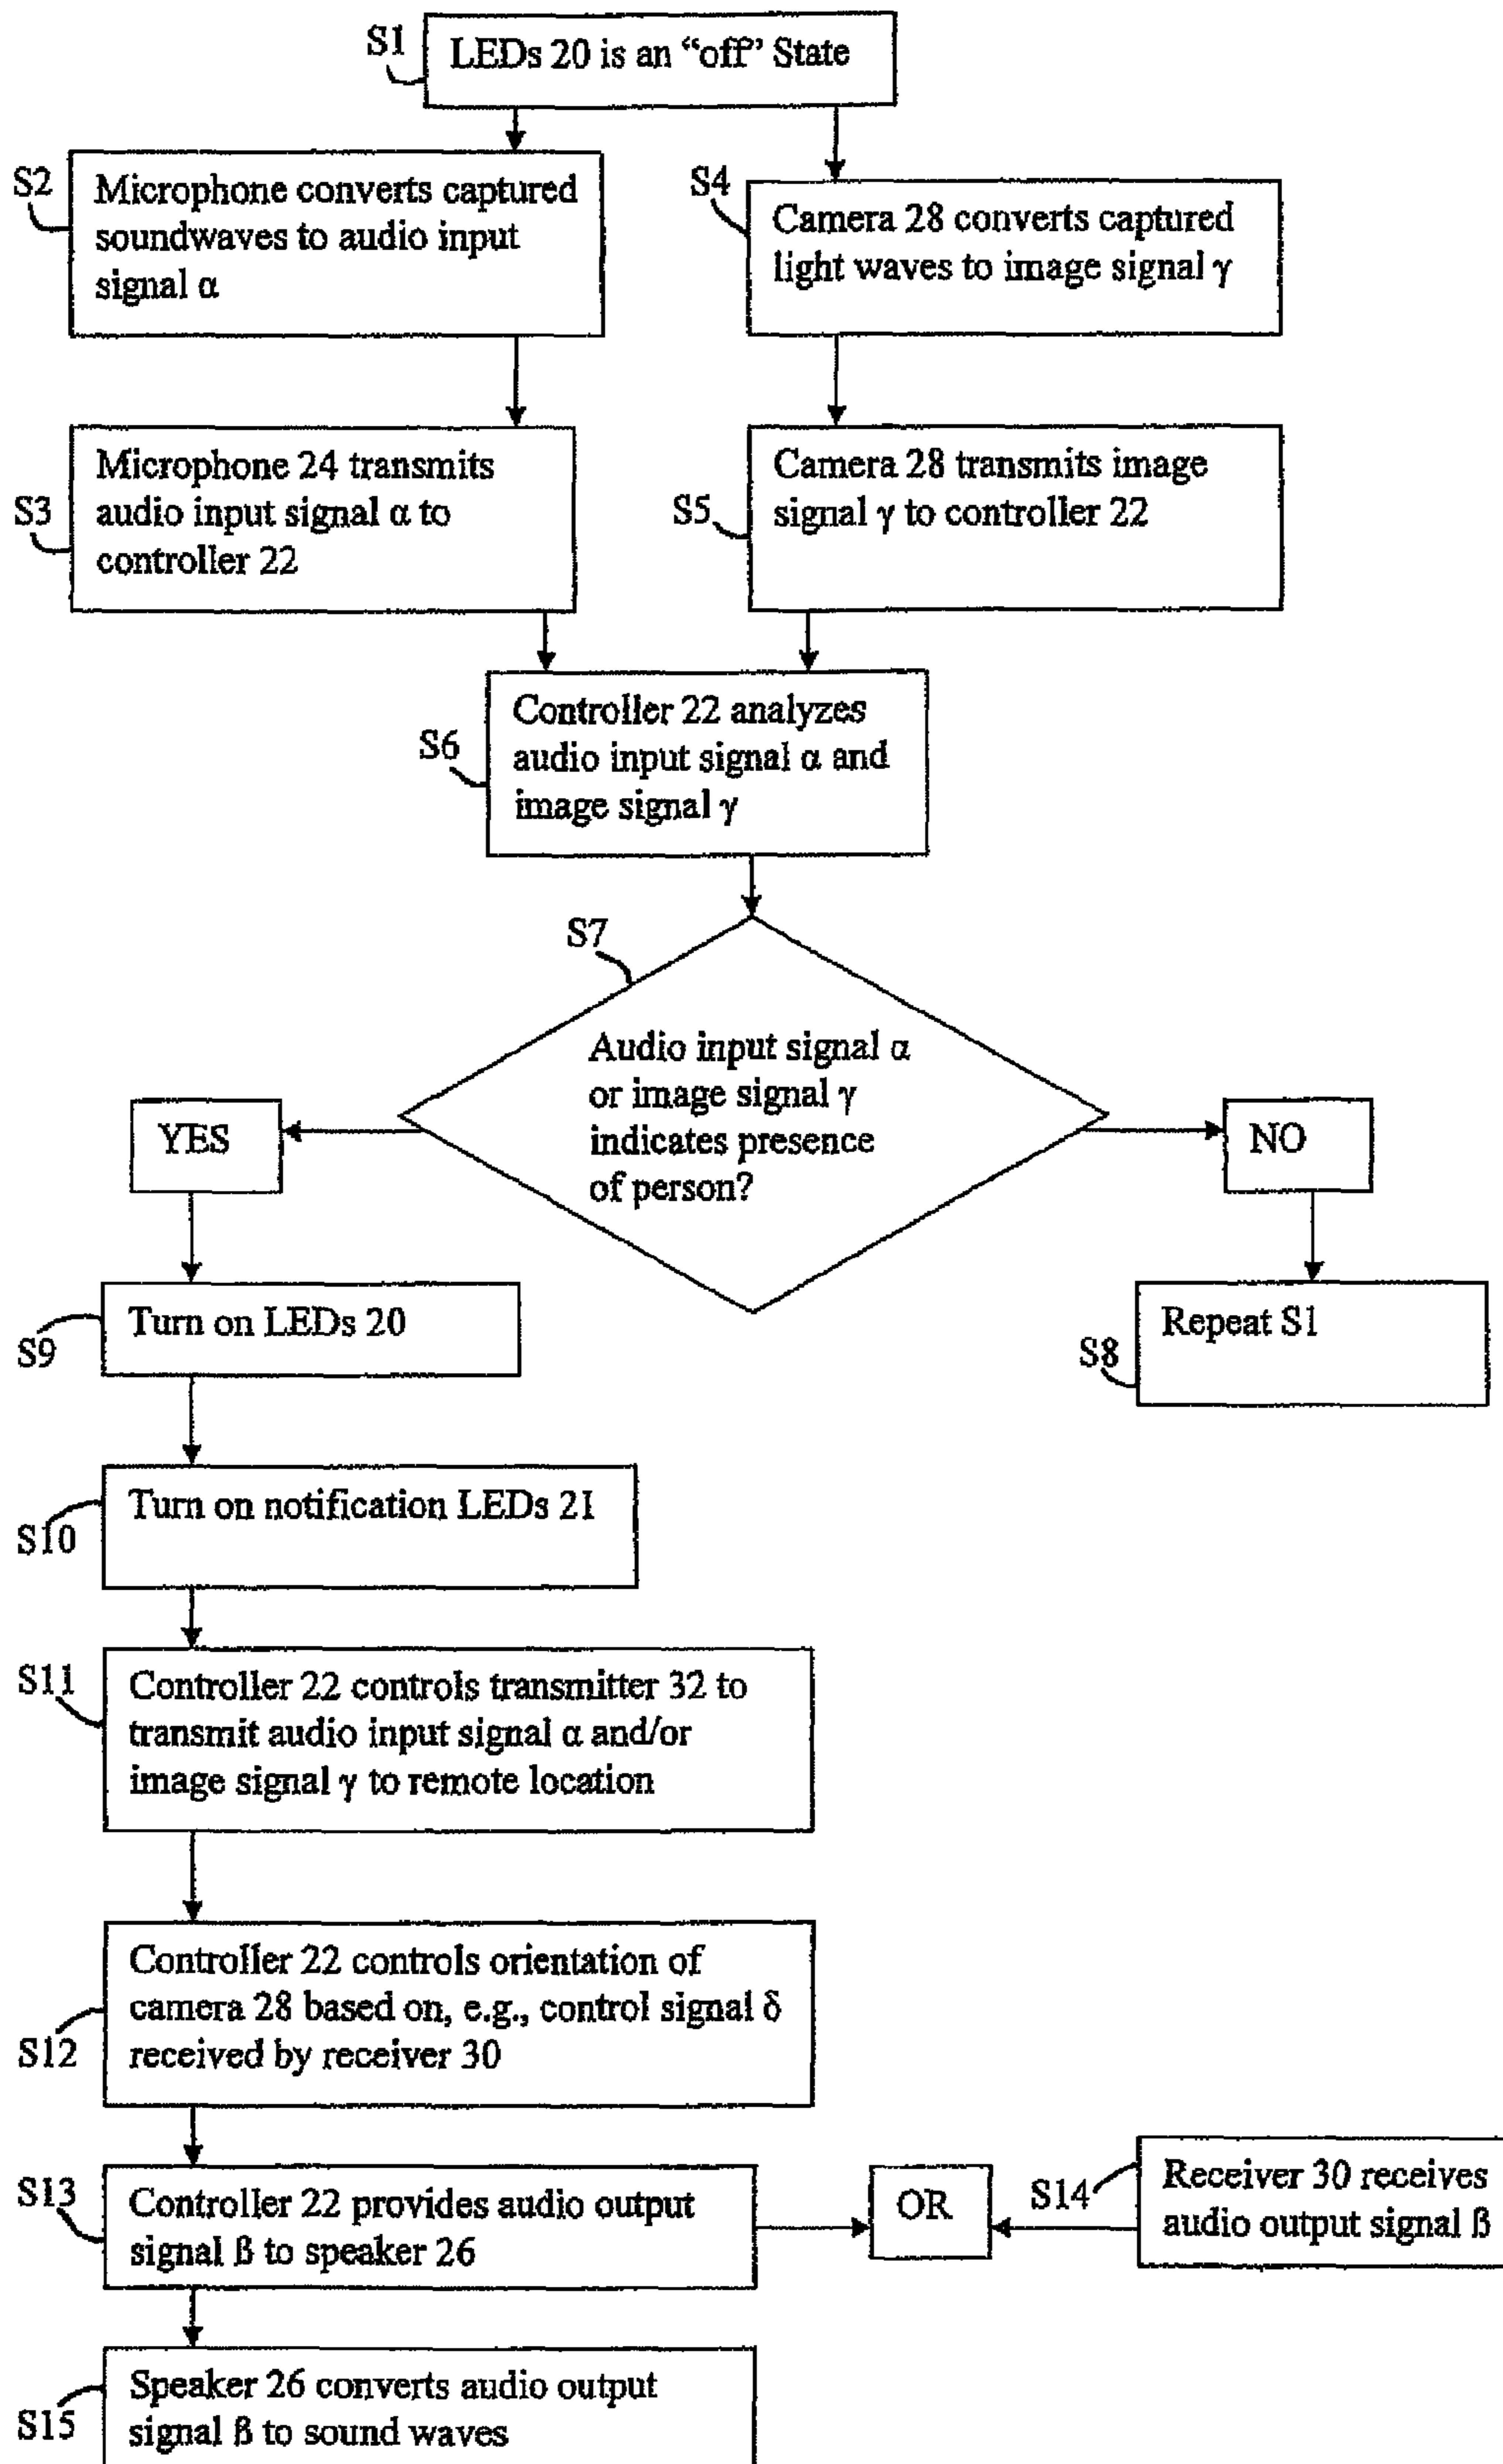 S1
LEDs 20 is an “off” State
S2
Microphone converts captured
soundwaves to audio input
signal α
S4
Camera 28 converts captured
light waves to image signal γ
S3
Microphone 24 transmits
audio input signal α to
controller 22
S5
Camera 28 transmits image
signal γ to controller 22
S6
Controller 22 analyzes
audio input signal α and
image signal γ
S7
Audio input signal α
or image signal γ
indicates presence
of person?
YES
NO
S9
Turn on LEDs 20
S8
Repeat S1
S10
Turn on notification LEDs 21
S11
Controller 22 controls transmitter 32 to
transmit audio input signal α and/or
image signal γ to remote location
S12
Controller 22 controls orientation of
camera 28 based on, e.g., control signal δ
received by receiver 30
S13
Controller 22 provides audio output
signal ß to speaker 26
OR
S14
Receiver 30 receives
audio output signal ß
S15
Speaker 26 converts audio output
signal ß to sound waves